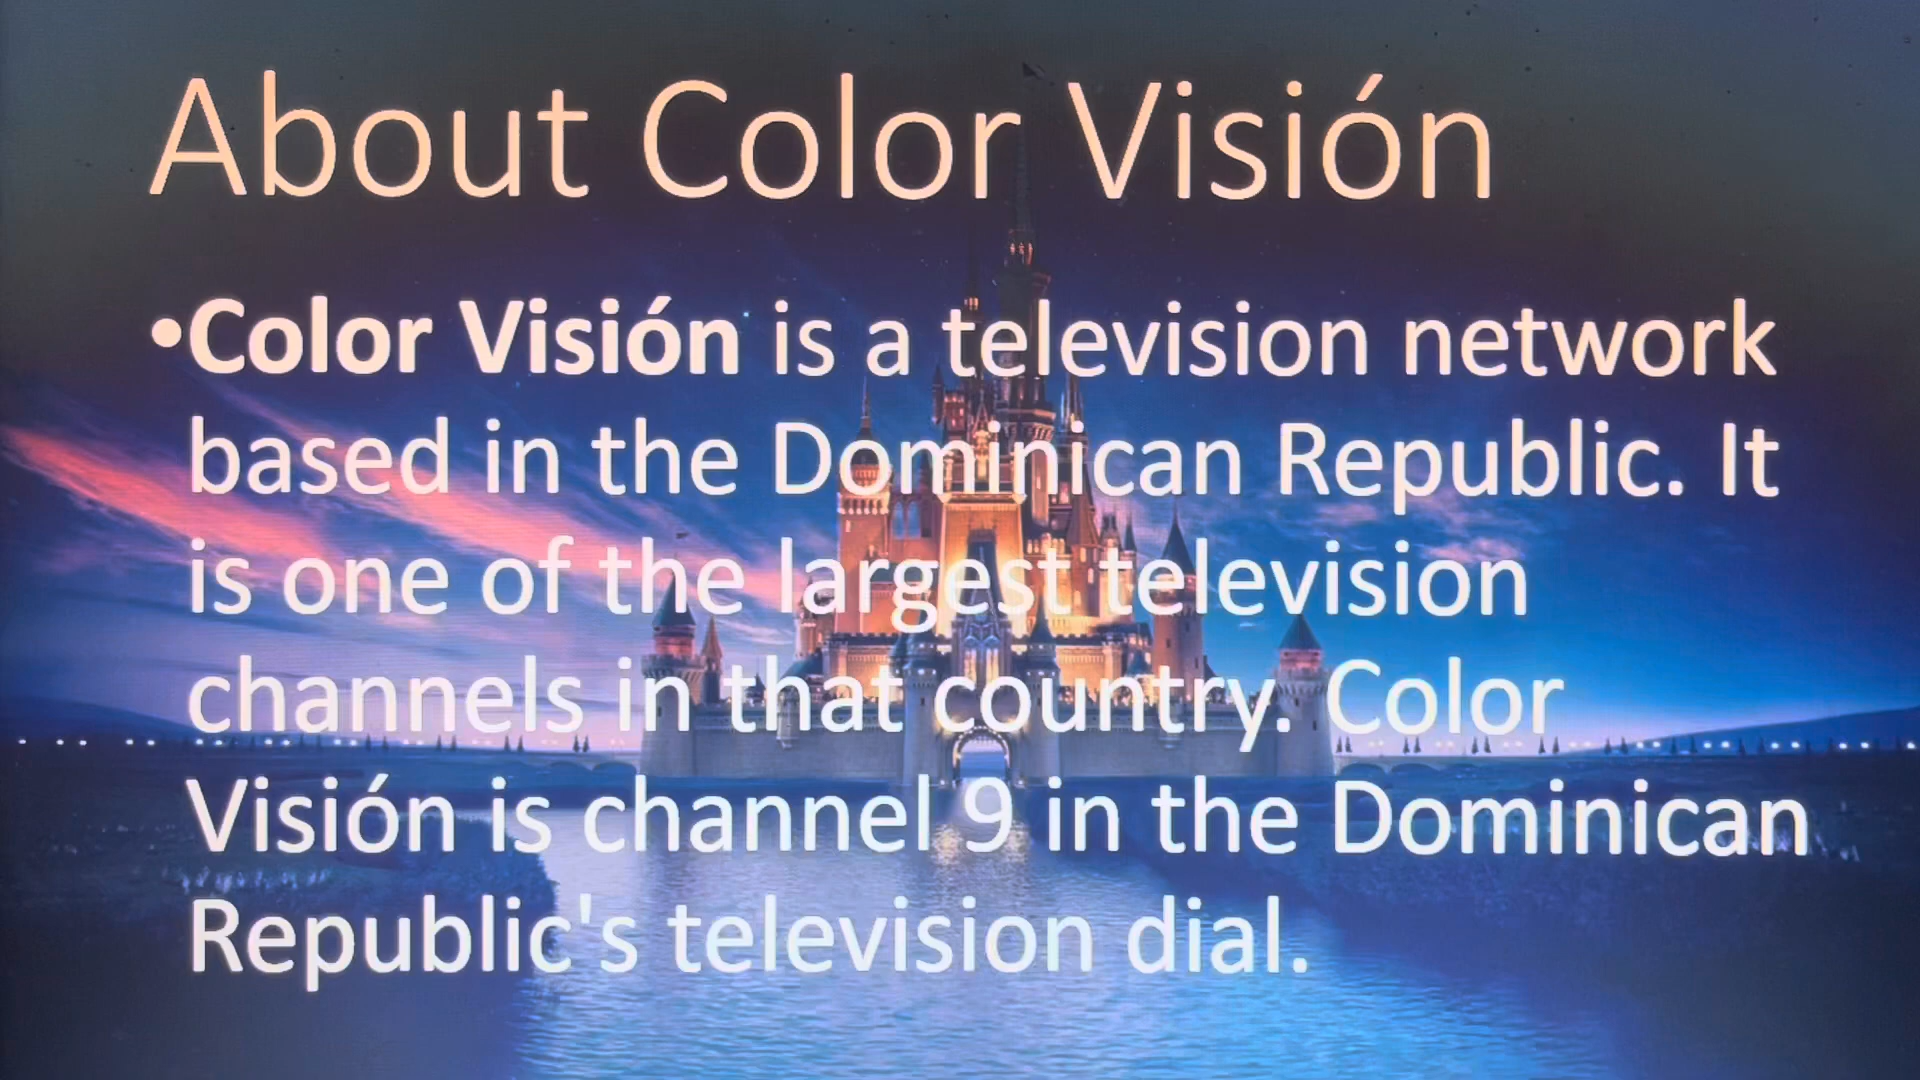 About Color Visión
•Color Visión is a television network
based in the Dominican Republic. It
is one of the largest television
channels in that country. Color
Visión is channel 9 in the Dominican
Republic's television dial.